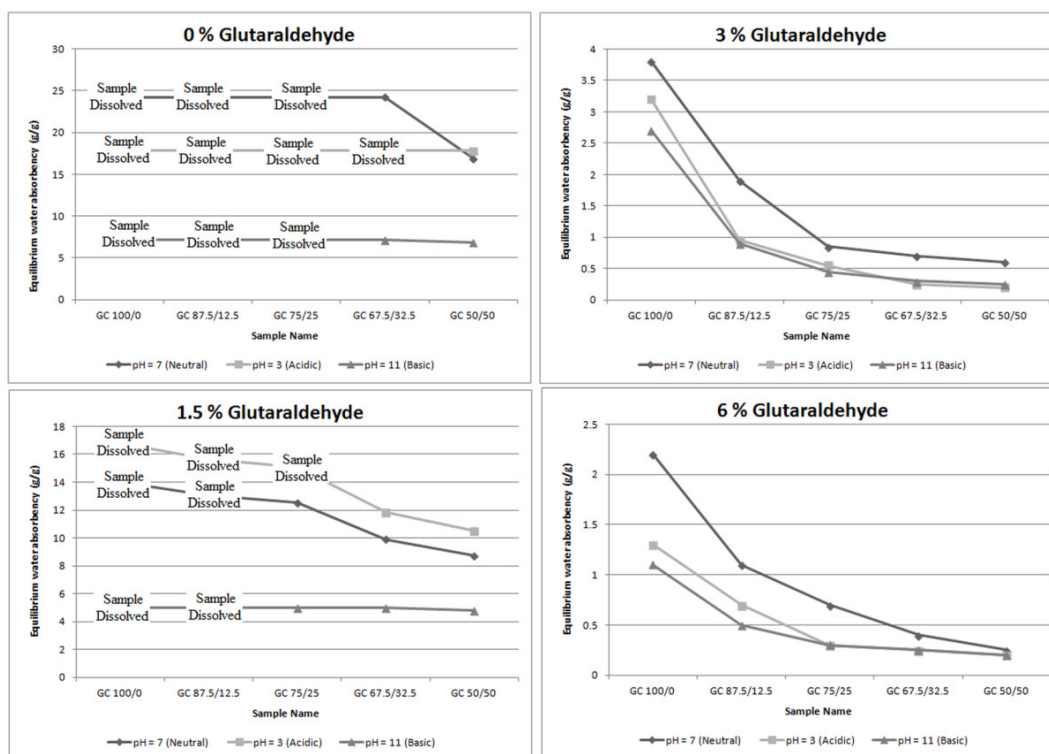 0 % Glutaraldehyde
Equilibrium water absorbency (g/g)
30
25
20
15
10
5
0
Sample Dissolved
Sample Dissolved
Sample Dissolved
Sample Dissolved
Sample Dissolved
Sample Dissolved
Sample Dissolved
Sample Dissolved
Sample Dissolved
Sample Dissolved
GC 100/0 GC 87.5/12.5 GC 75/25 GC 67.5/32.5 GC 50/50
Sample Name
pH = 7 (Neutral) pH = 3 (Acidic) pH = 11 (Basic)
3 % Glutaraldehyde
Equilibrium water absorbency (g/g)
4
3.5
3
2.5
2
1.5
1
0.5
0
GC 100/0 GC 87.5/12.5 GC 75/25 GC 67.5/32.5 GC 50/50
Sample Name
pH = 7 (Neutral) pH = 3 (Acidic) pH = 11 (Basic)
1.5 % Glutaraldehyde
Equilibrium water absorbency (g/g)
18
16
14
12
10
8
6
4
2
0
Sample Dissolved
Sample Dissolved
Sample Dissolved
Sample Dissolved
Sample Dissolved
Sample Dissolved
Sample Dissolved
GC 100/0 GC 87.5/12.5 GC 75/25 GC 67.5/32.5 GC 50/50
Sample Name
pH = 7 (Neutral) pH = 3 (Acidic) pH = 11 (Basic)
6 % Glutaraldehyde
Equilibrium water absorbency (g/g)
2.5
2
1.5
1
0.5
0
GC 100/0 GC 87.5/12.5 GC 75/25 GC 67.5/32.5 GC 50/50
Sample Name
pH = 7 (Neutral) pH = 3 (Acidic) pH = 11 (Basic)